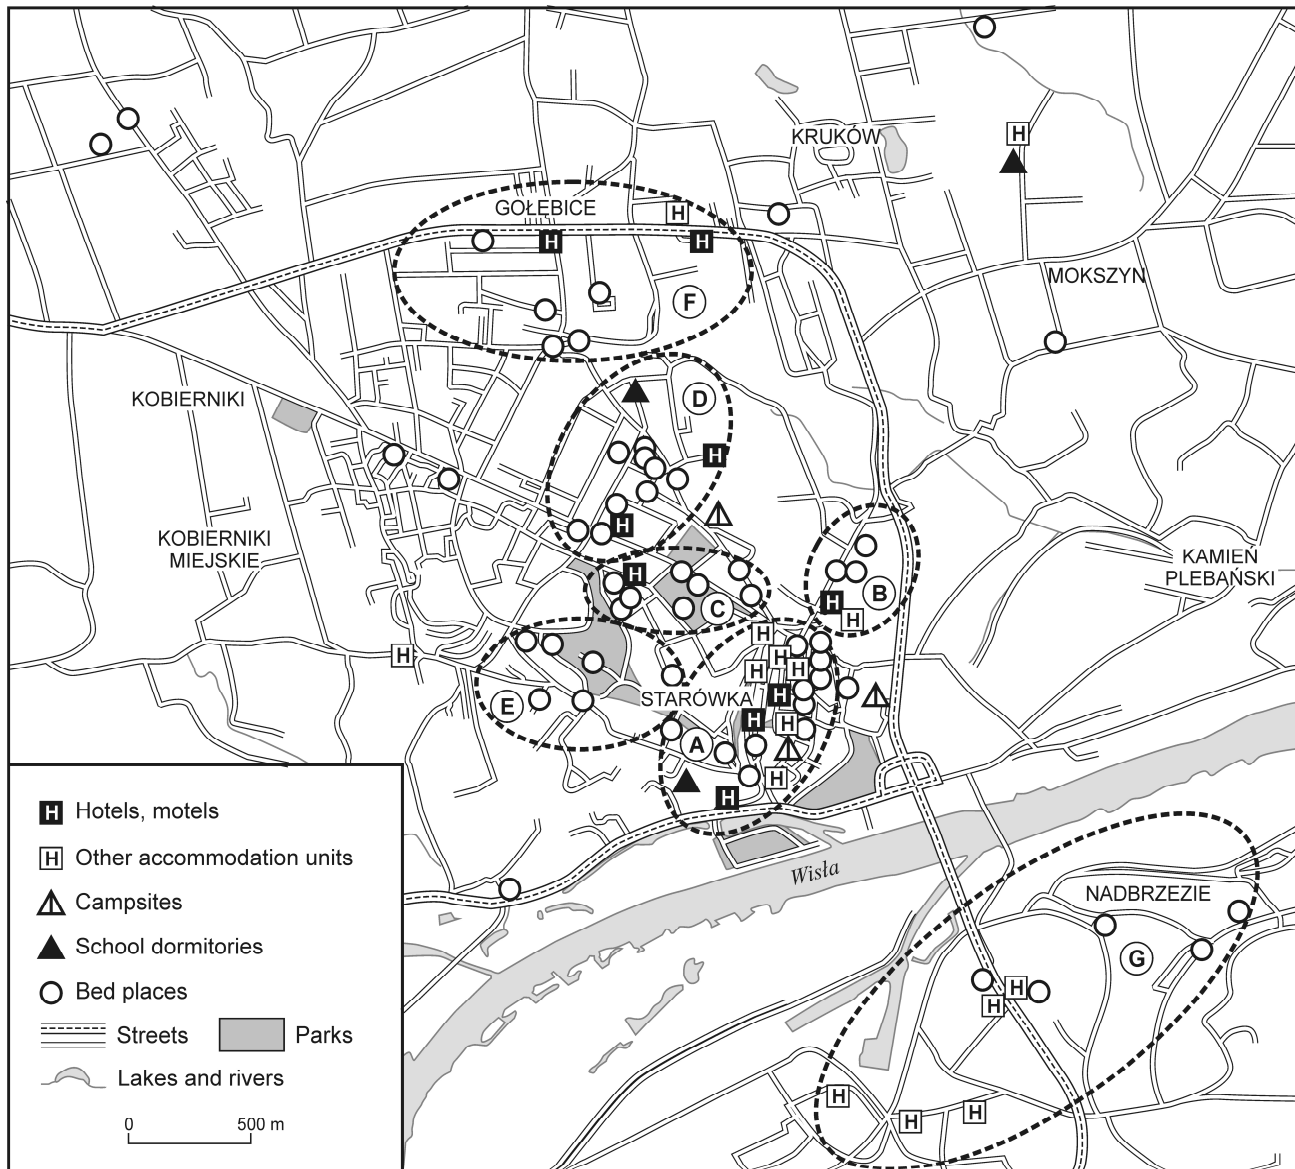 KRUKÓW
H
GOŁĘBICE
H
H
H
MOKSZYN
F
KOBIERNIKI
D
H
H
KOBIERNIKI
MIEJSKIE
KAMIEŃ
PLEBAŃSKI
H
B
H
C
H
H
H
H
H
H
STARÓWKA
H
E
H
H
A
H
H
Wisła
NADBRZEZIE
G
H
H
H
H
H
H Hotels, motels
H Other accommodation units
Campsites
School dormitories
Bed places
Streets Parks
Lakes and rivers
0 500 m